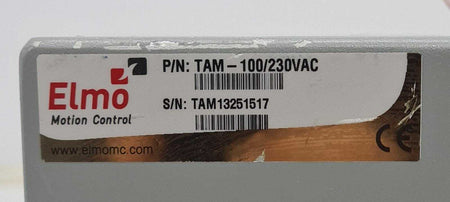 P/N: TAM-100/230VAC
Elmo
Motion Control
S/N: TAM13251517
www.elmomc.com
CE